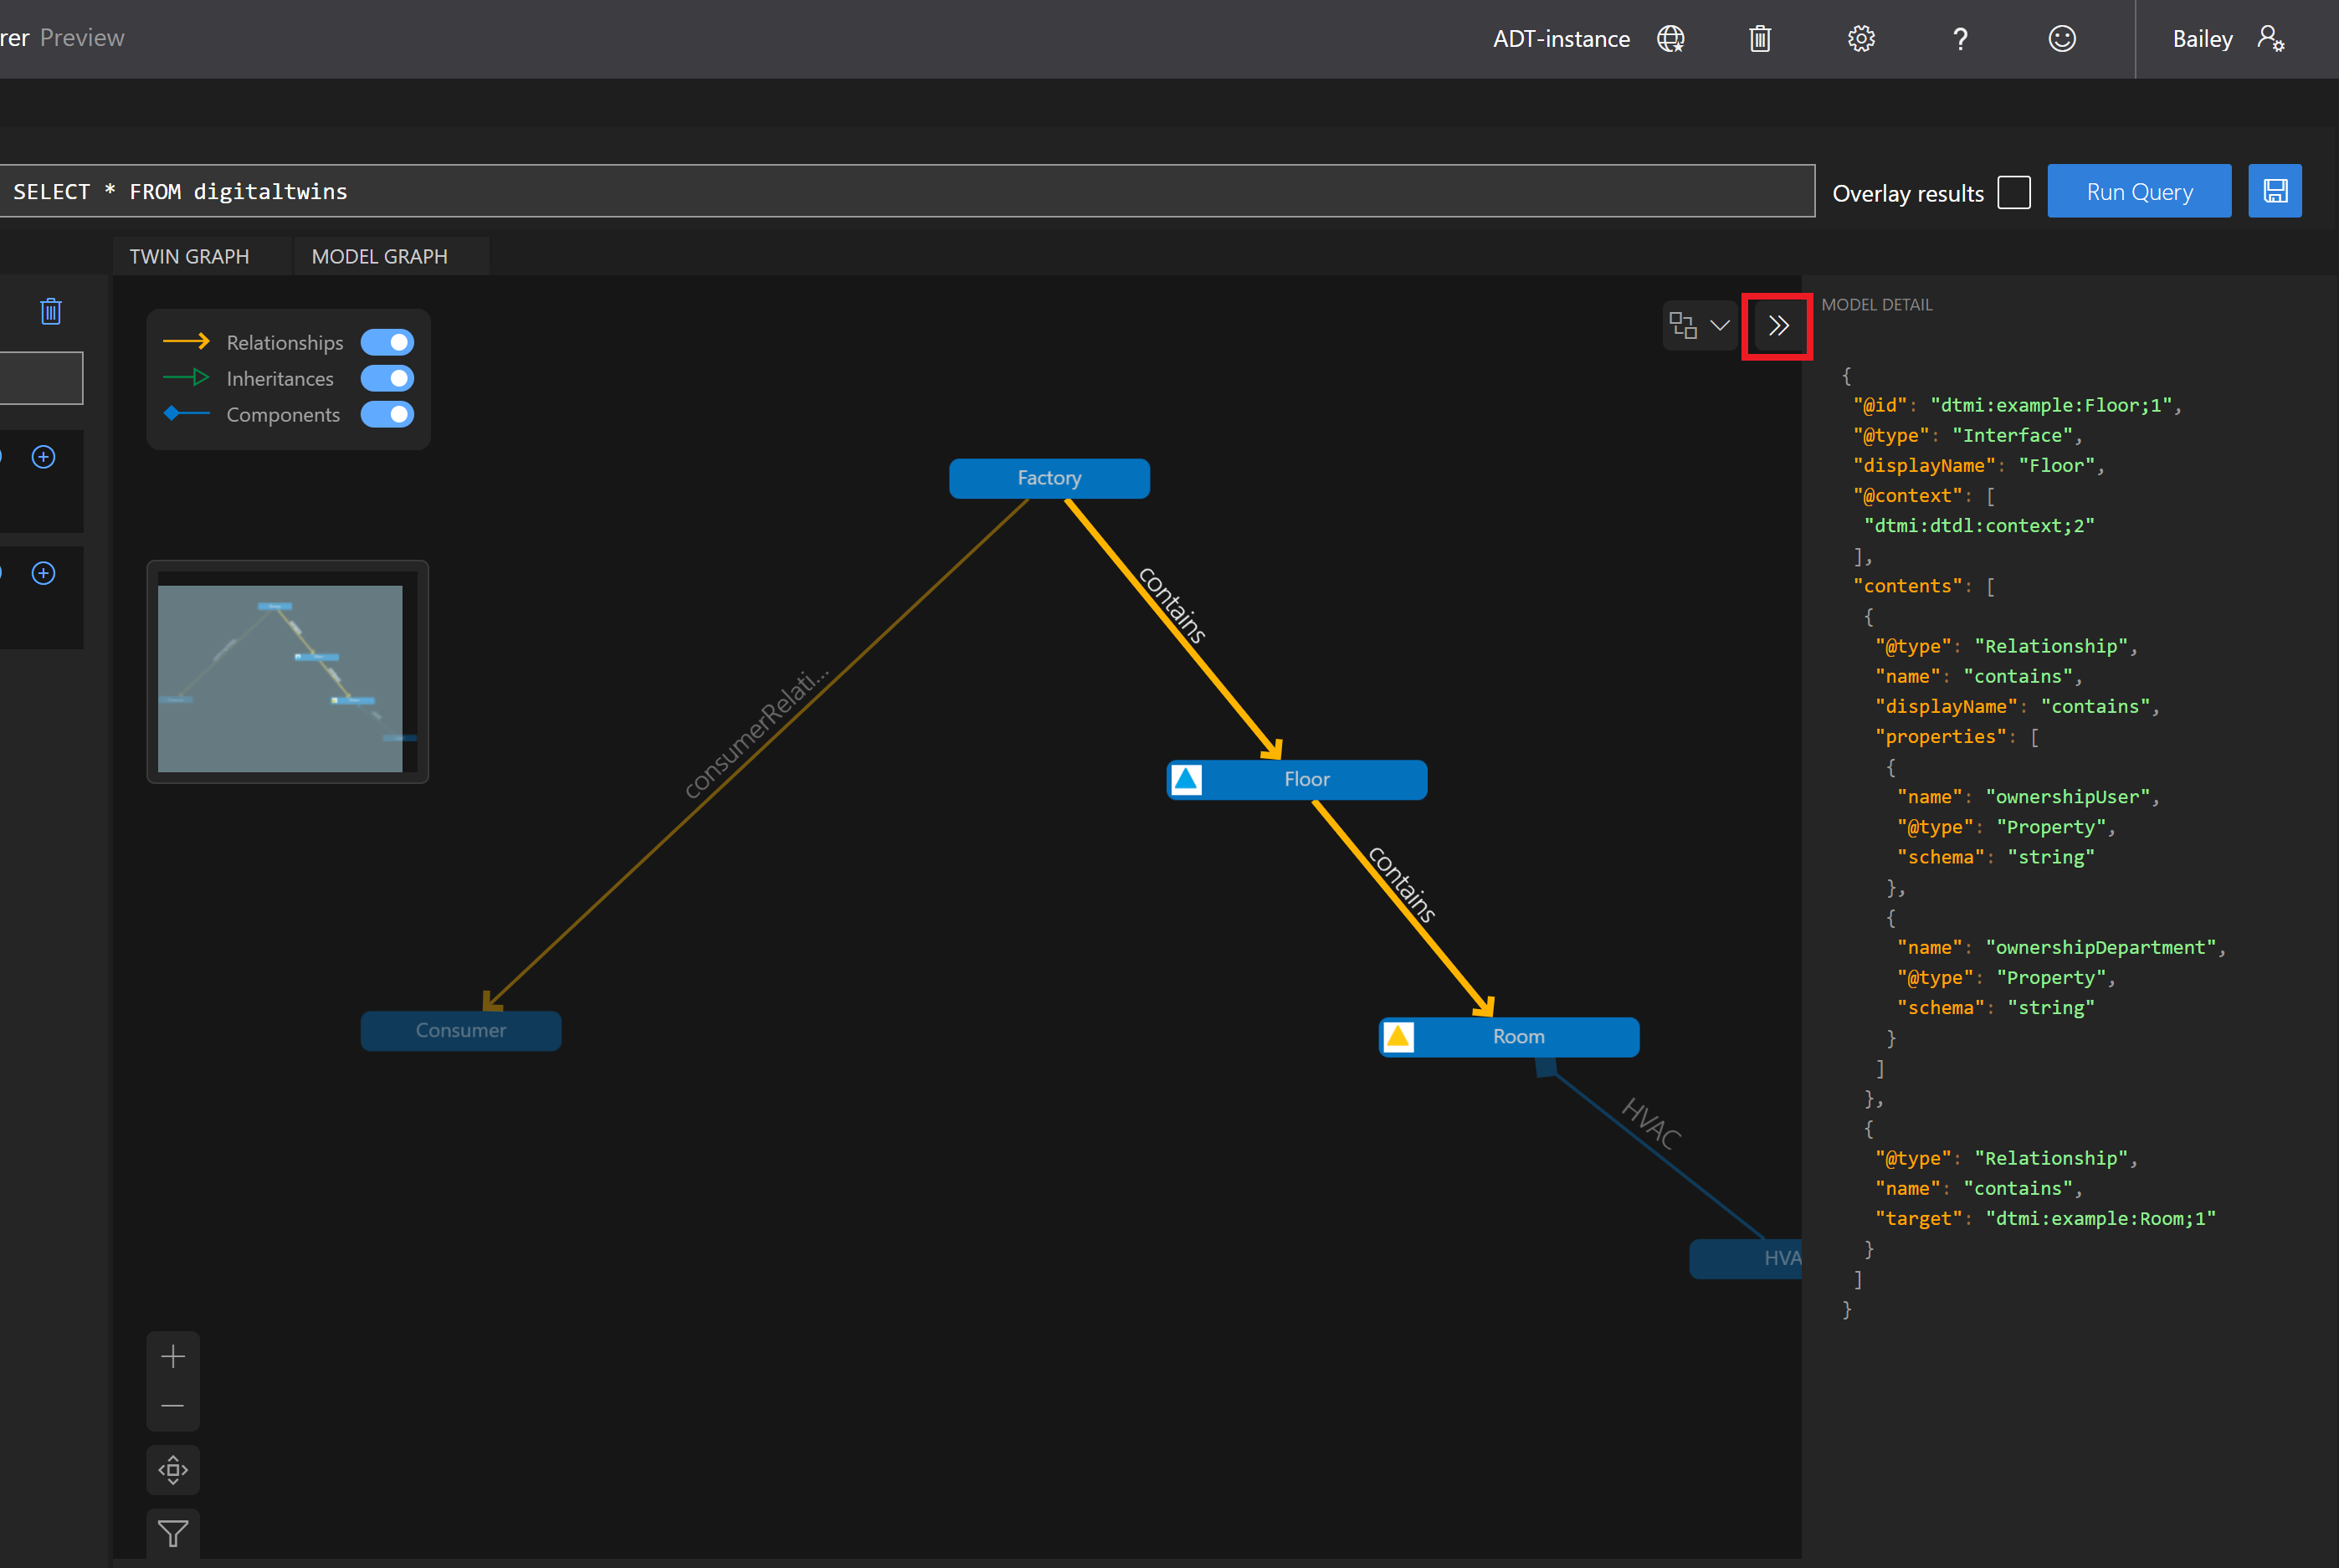 rer Preview
ADT-instance
?
Bailey
SELECT * FROM digitaltwins
Overlay results
Run Query
TWIN GRAPH
MODEL GRAPH
Relationships
Inheritances
Components
Factory
contains
consumerRelati...
Floor
contains
Consumer
Room
HVAC
HVA
MODEL DETAIL
{
"@id": "dtmi:example:Floor;1",
"@type": "Interface",
"displayName": "Floor",
"@context": [
"dtmi:dtdl:context;2"
],
"contents": [
{
"@type": "Relationship",
"name": "contains",
"displayName": "contains",
"properties": [
{
"name": "ownershipUser",
"@type": "Property",
"schema": "string"
},
{
"name": "ownershipDepartment",
"@type": "Property",
"schema": "string"
}
]
},
{
"@type": "Relationship",
"name": "contains",
"target": "dtmi:example:Room;1"
}
]
}